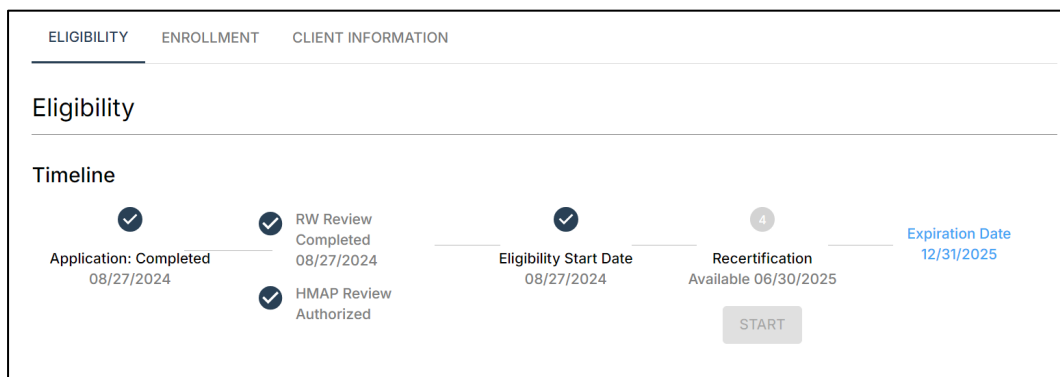 ELIGIBILITY ENROLLMENT CLIENT INFORMATION
Eligibility
Timeline
Application: Completed
08/27/2024
RW Review
Completed
08/27/2024
HMAP Review
Authorized
Eligibility Start Date
08/27/2024
4
Recertification
Available 06/30/2025
START
Expiration Date
12/31/2025